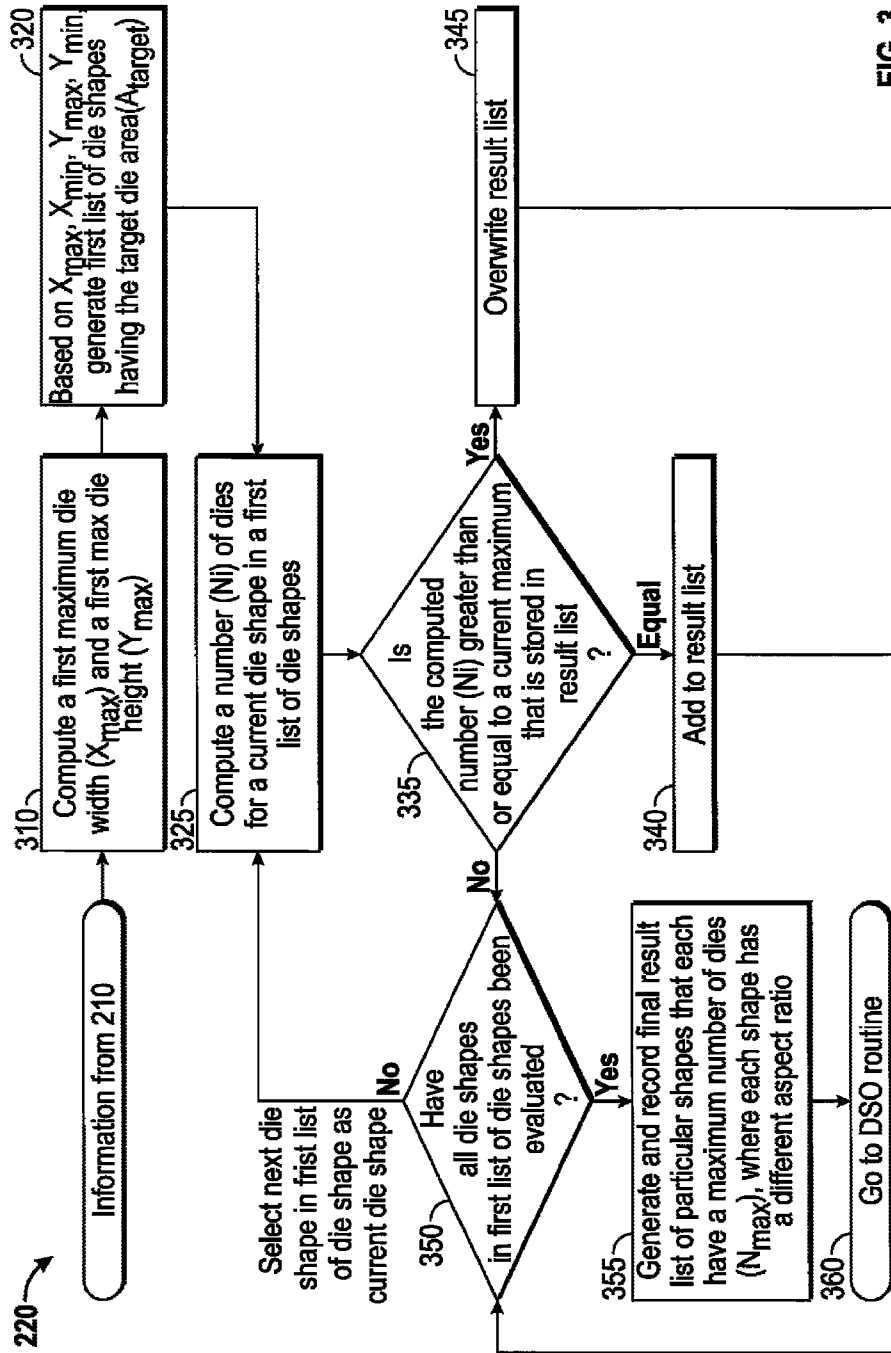 220
Information from 210
310
Compute a first maximum die
width (Xmax) and a first max die
height (Ymax)
320
Based on Xmax, Xmin, Ymax, Ymin,
generate first list of die shapes
having the target die area(Atarget)
325
Compute a number (Ni) of dies
for a current die shape in a first
list of die shapes
335
Is
the computed
number (Ni) greater than
or equal to a current maximum
that is stored in
result list
?
Yes
345
Overwrite result list
Equal
340
Add to result list
No
350
Have
all die shapes
in first list of die shapes been
evaluated
?
No
Select next die
shape in frist list
of die shape as
current die shape
Yes
355
Generate and record final result
list of particular shapes that each
have a maximum number of dies
(Nmax), where each shape has
a different aspect ratio
360
Go to DSO routine
FIG. 3